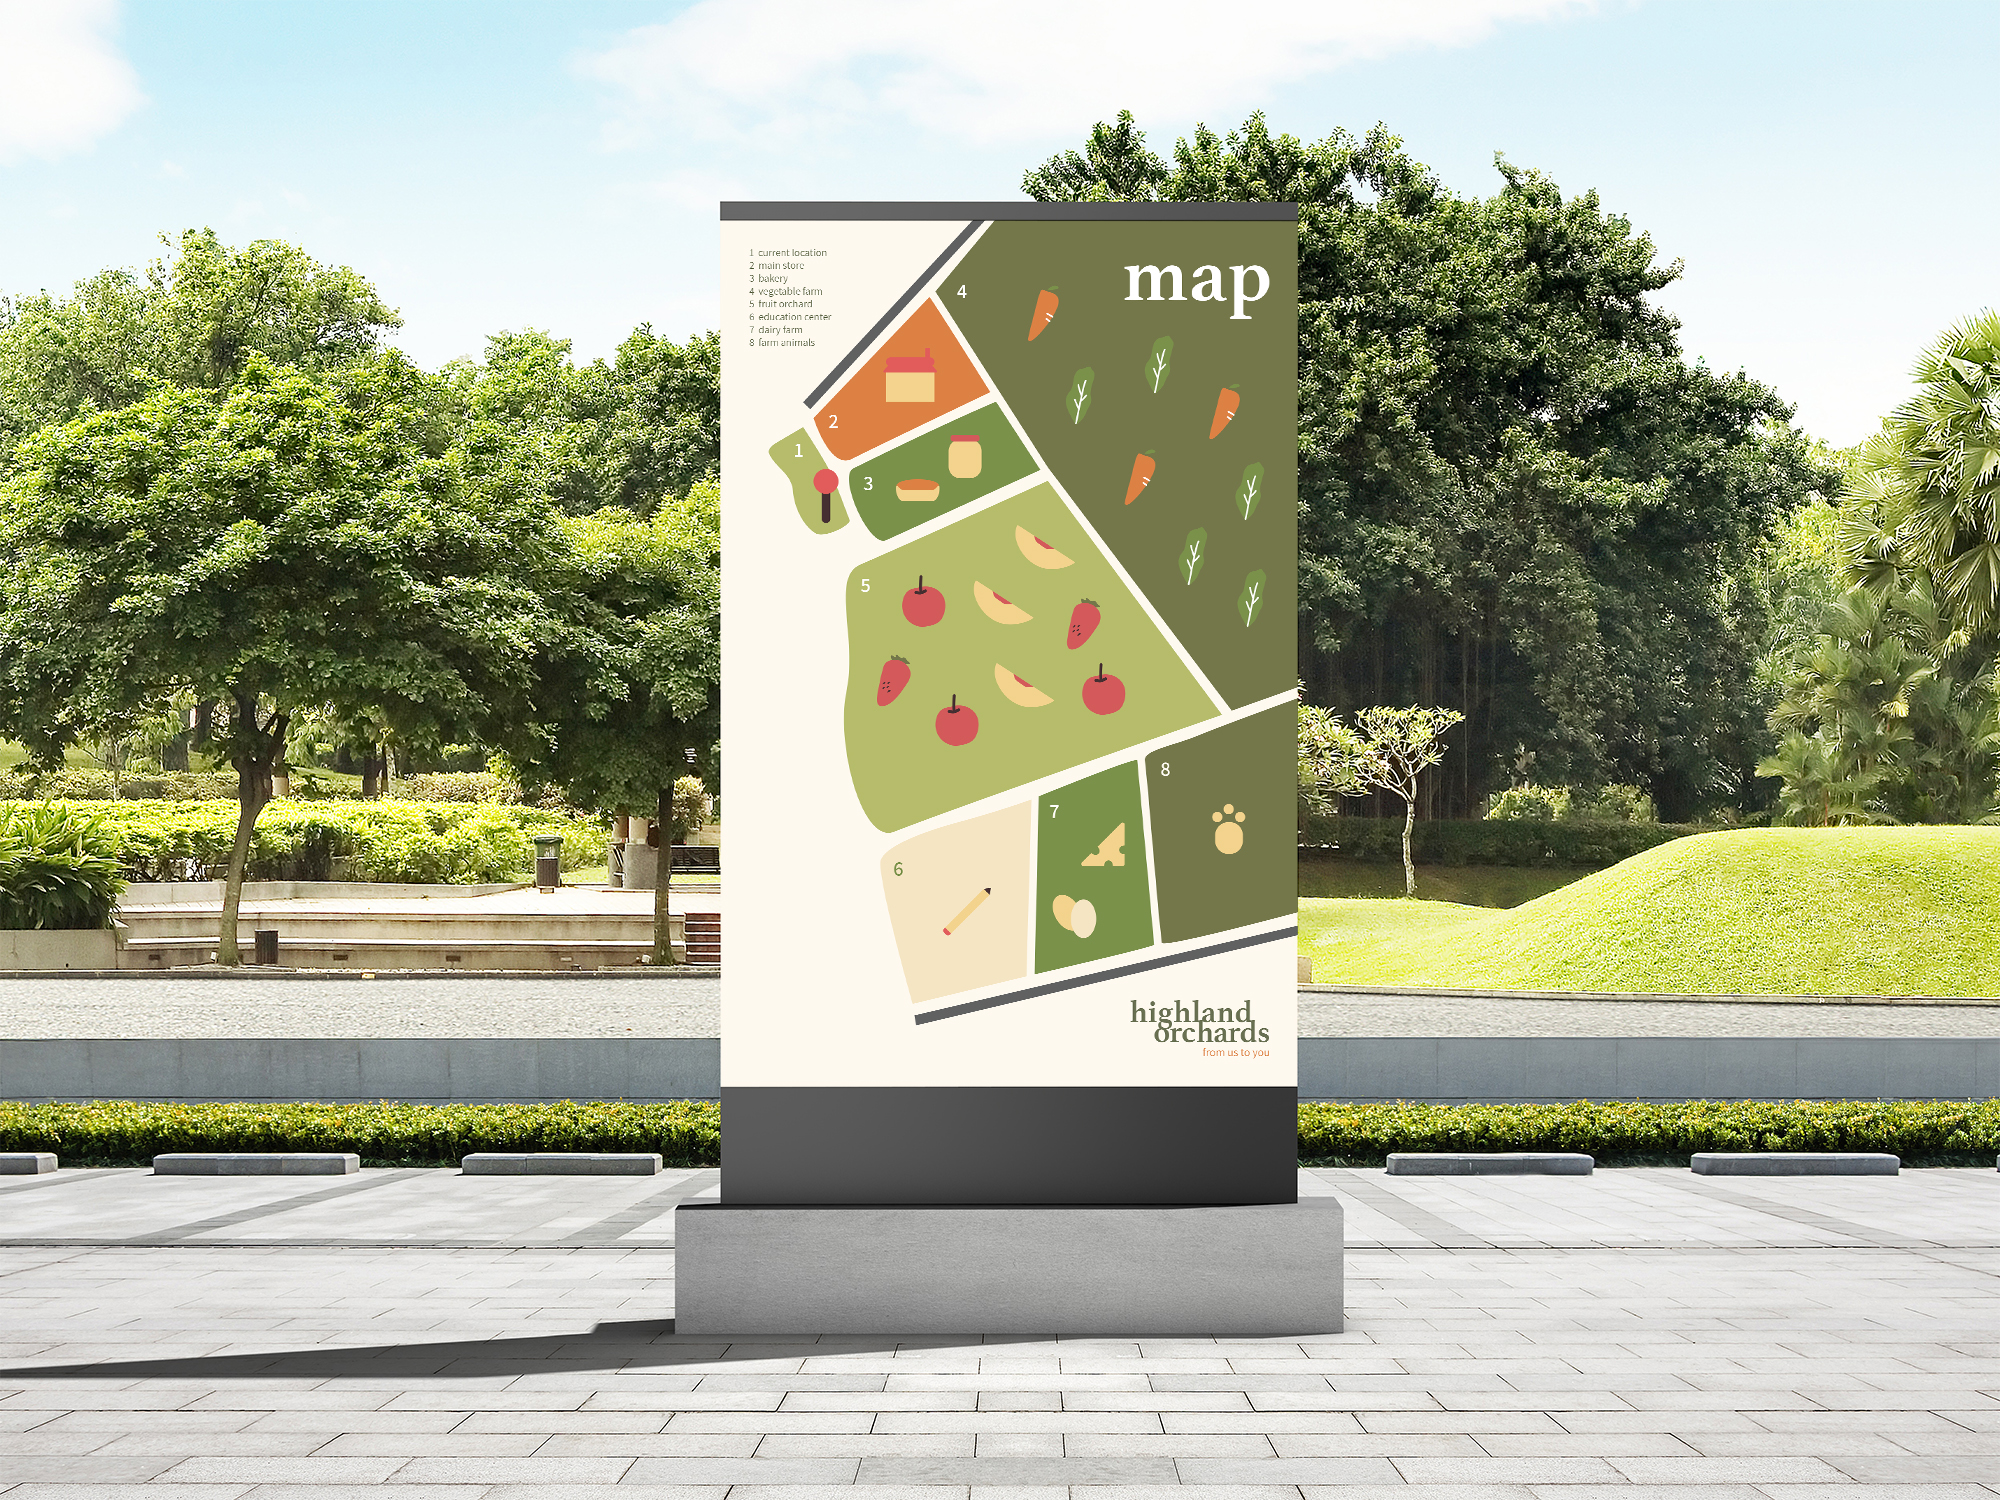 1 current location
2 main store
3 bakery
4 vegetable farm
5 fruit orchard
6 education center
7 dairy farm
8 farm animals
map
4
2
1
3
5
8
7
6
highland
orchards
from us to you